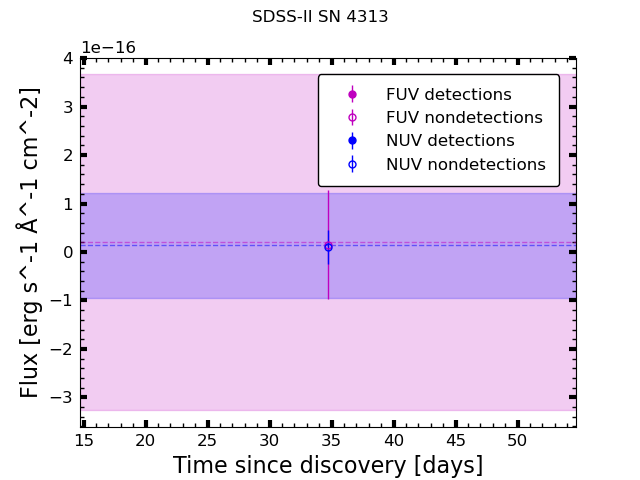 SDSS-II SN 4313
1e−16
4
3
2
1
0
−1
−2
−3
Flux [erg s^-1 Å^-1 cm^-2]
FUV detections
FUV nondetections
NUV detections
NUV nondetections
15 20 25 30 35 40 45 50
Time since discovery [days]